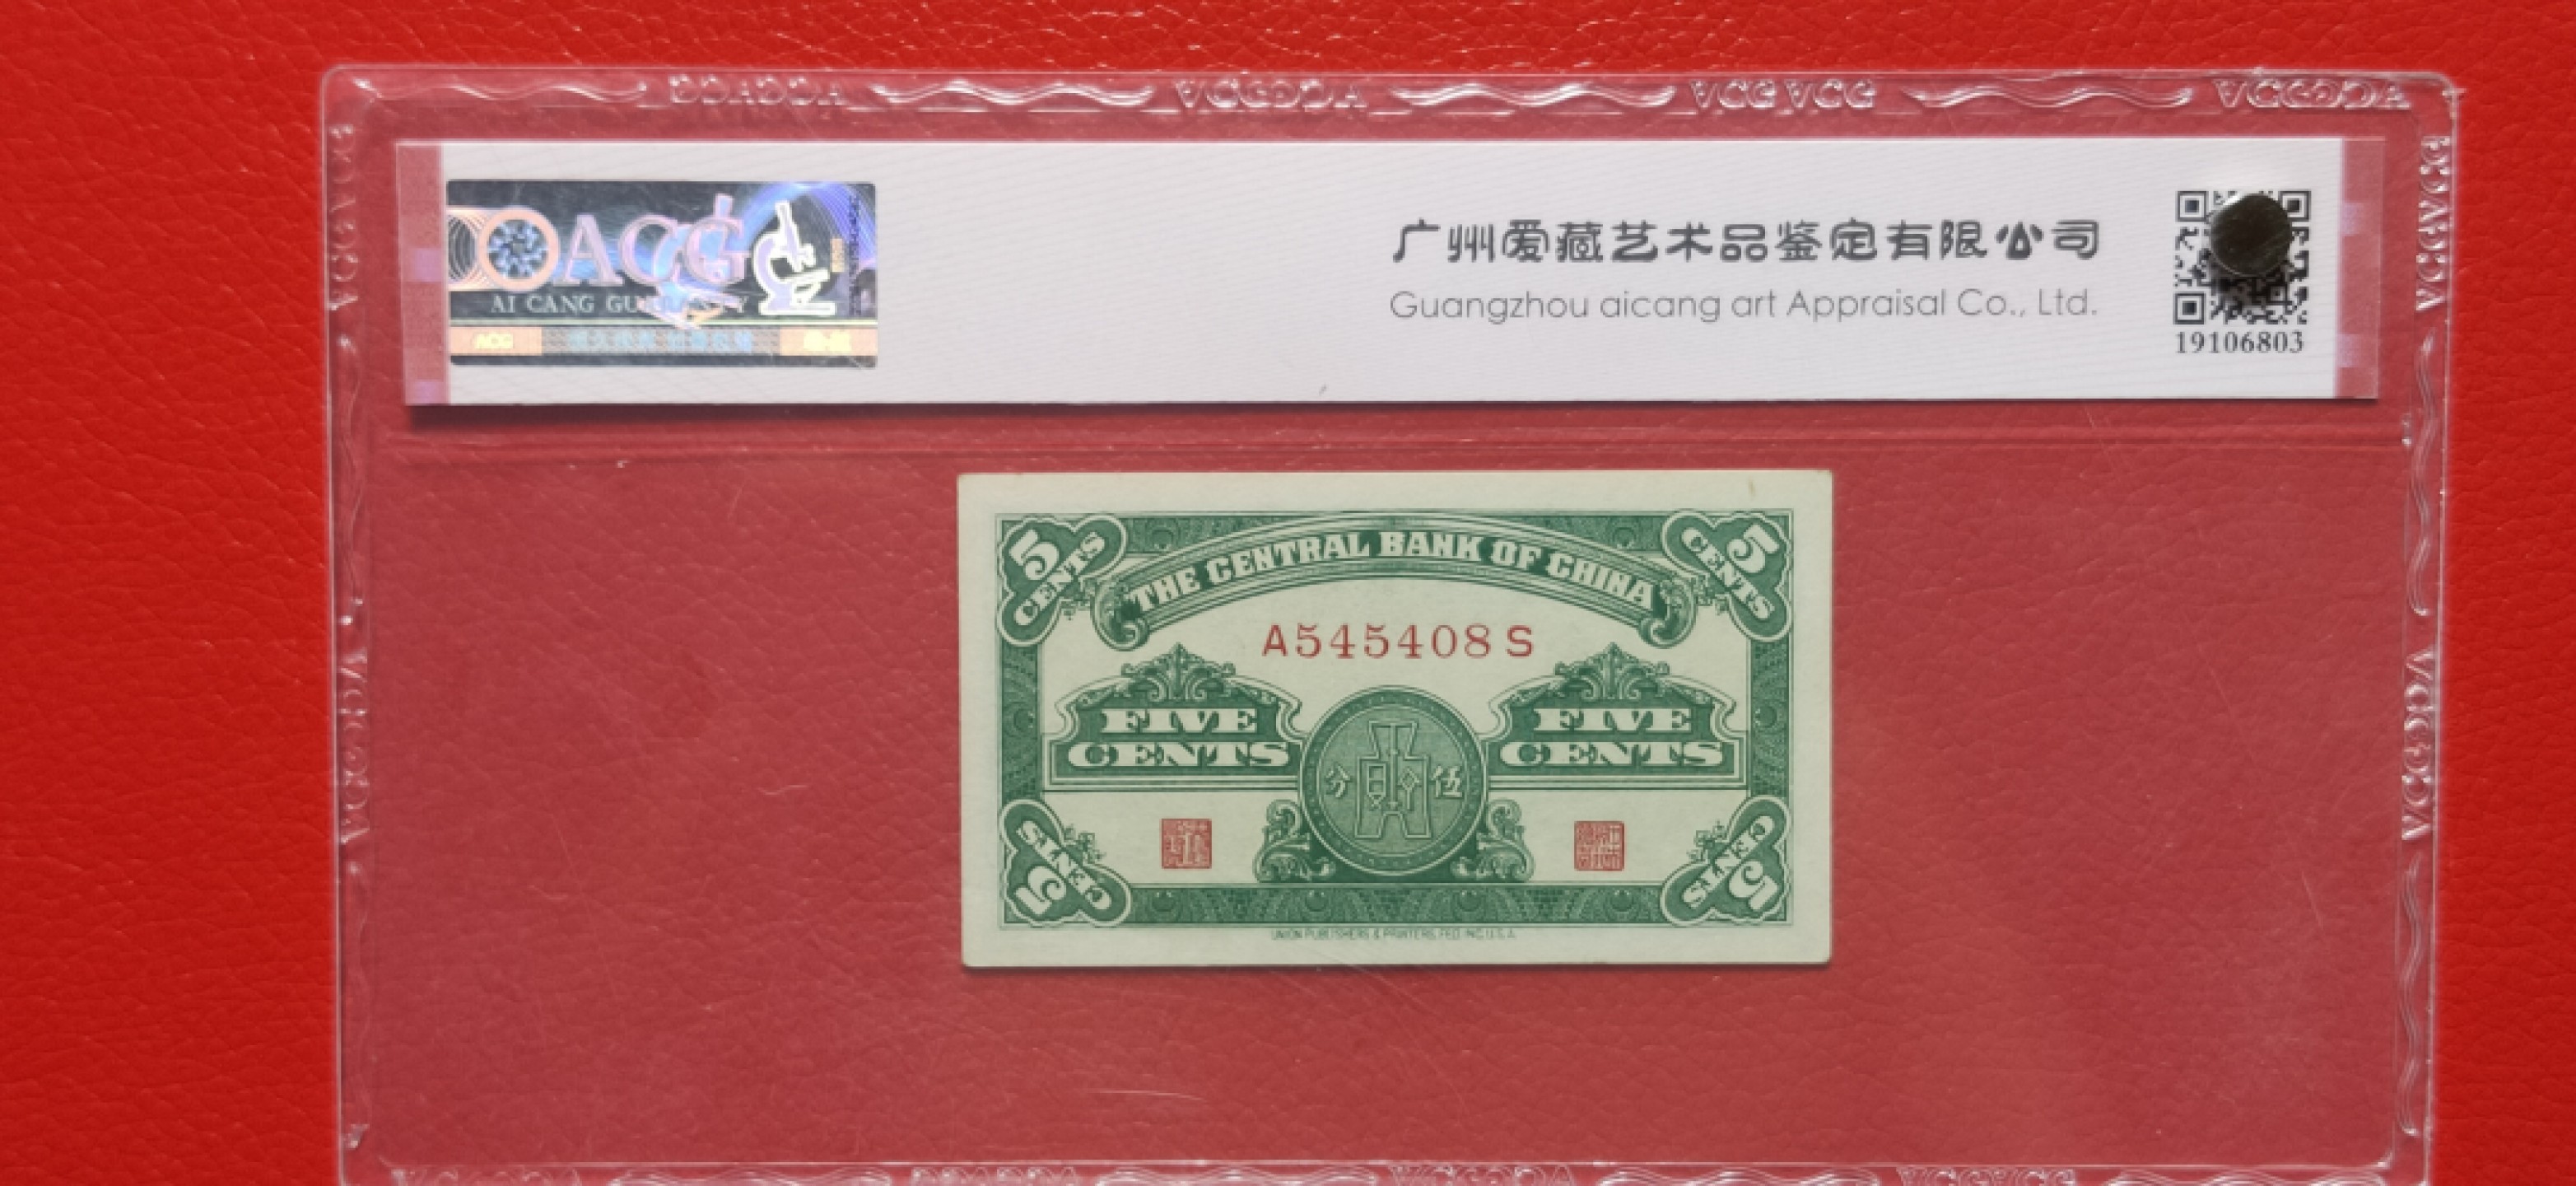 ACG
AI CANG GUARANTY
ACG
广州爱藏艺术品鉴定有限公司
Guangzhou aicang art Appraisal Co., Ltd.
19106803
5 CENTS
THE CENTRAL BANK OF CHINA
5 CENTS
A545408S
FIVE CENTS
FIVE CENTS
分 伍
5 CENTS
5 CENTS
UNION PUBLISHERS & PRINTERS FED. INC. U.S.A.